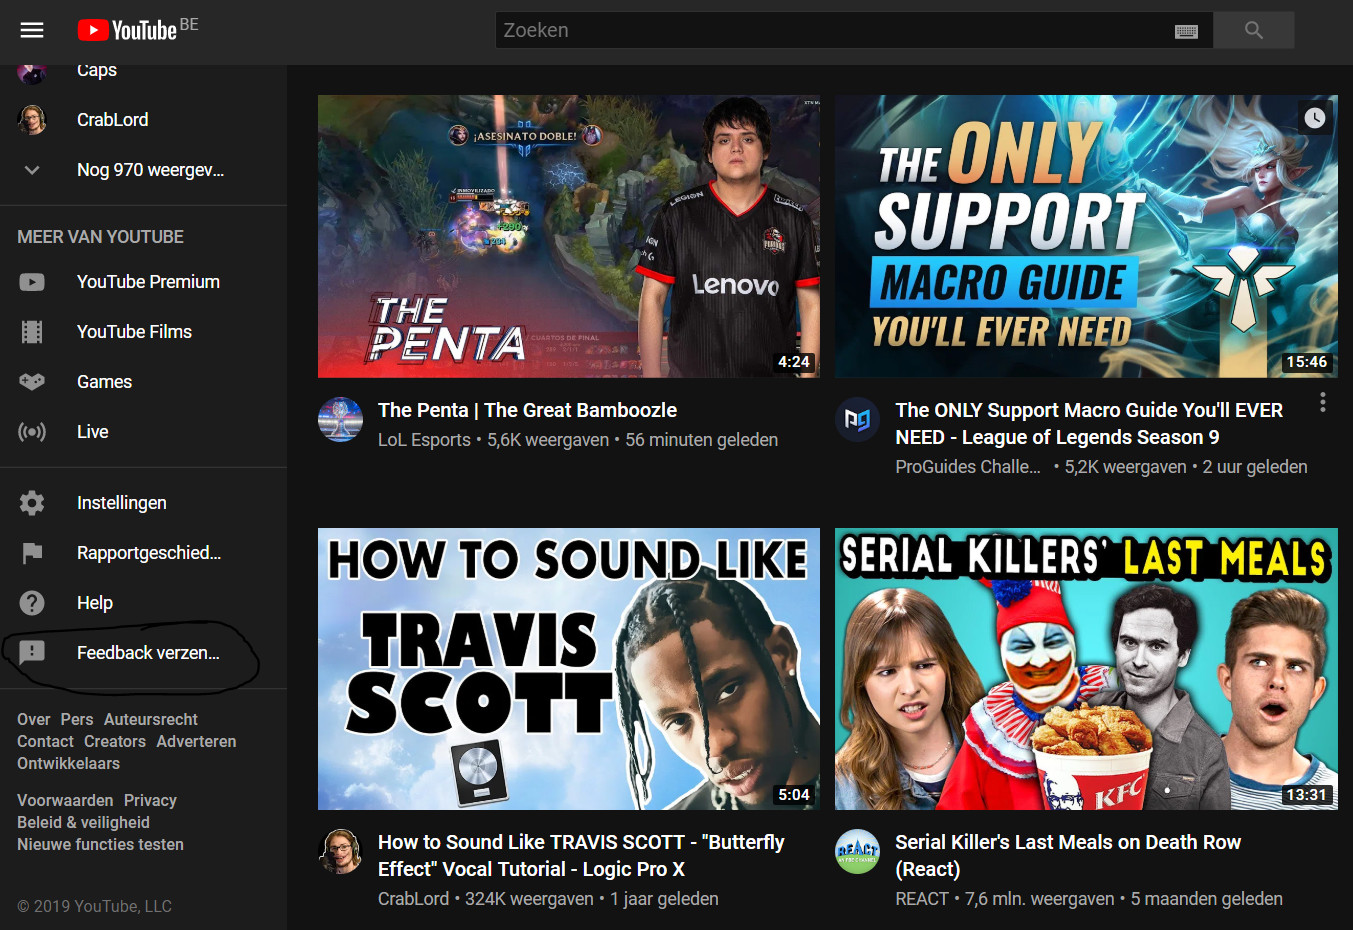 YouTube BE
Zoeken
Caps
CrabLord
Nog 970 weergev...
MEER VAN YOUTUBE
YouTube Premium
YouTube Films
Games
Live
Instellingen
Rapportgeschied...
Help
Feedback verzen...
Over Pers Auteursrecht
Contact Creators Adverteren
Ontwikkelaars
Voorwaarden Privacy
Beleid & veiligheid
Nieuwe functies testen
© 2019 YouTube, LLC
¡ASESINATO DOBLE!
INMOVILIZADO
+290
LEGION
Lenovo
THE
PENTA
CUARTOS DE FINAL
4:24
The Penta | The Great Bamboozle
LoL Esports • 5,6K weergaven • 56 minuten geleden
THE ONLY
SUPPORT
MACRO GUIDE
YOU'LL EVER NEED
15:46
The ONLY Support Macro Guide You'll EVER
NEED - League of Legends Season 9
ProGuides Challe... • 5,2K weergaven • 2 uur geleden
HOW TO SOUND LIKE
TRAVIS
SCOTT
5:04
How to Sound Like TRAVIS SCOTT - "Butterfly
Effect" Vocal Tutorial - Logic Pro X
CrabLord • 324K weergaven • 1 jaar geleden
SERIAL KILLERS' LAST MEALS
KFC
13:31
REACT
Serial Killer's Last Meals on Death Row
(React)
REACT • 7,6 mln. weergaven • 5 maanden geleden